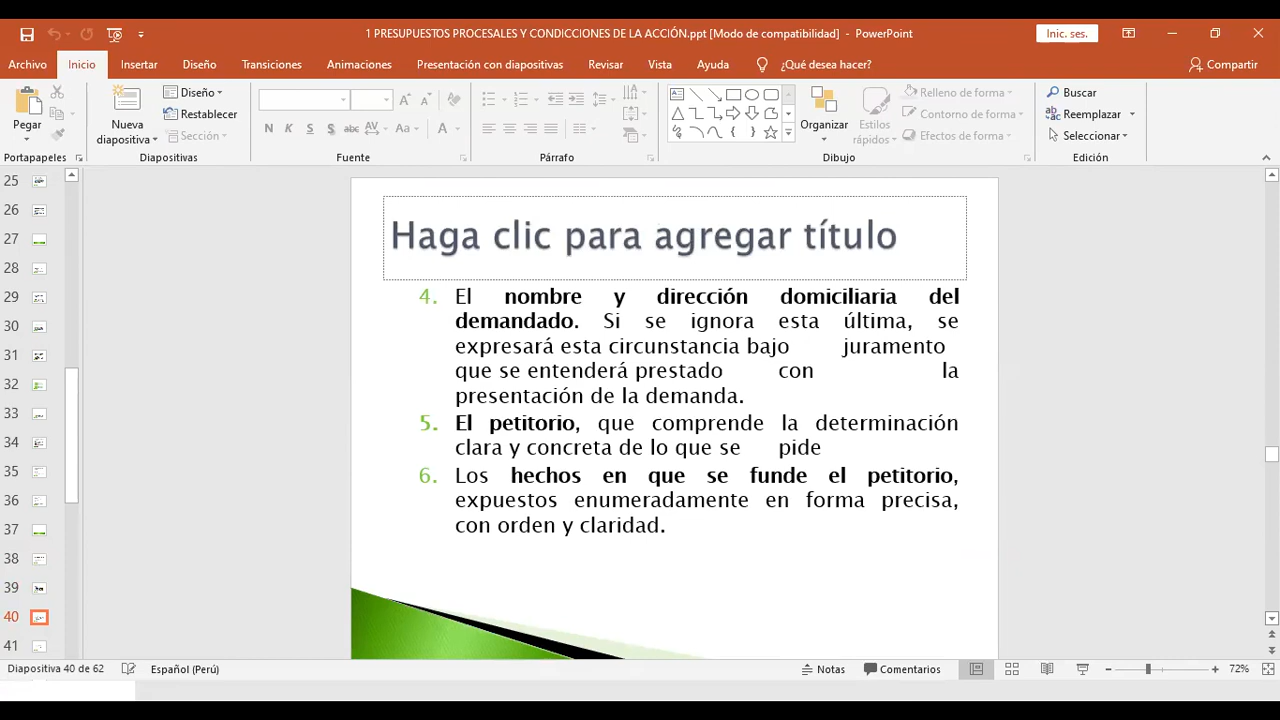 1 PRESUPUESTOS PROCESALES Y CONDICCIONES DE LA ACCIÓN.ppt [Modo de compatibilidad] - PowerPoint
Inic. ses.
Archivo Inicio Insertar Diseño Transiciones Animaciones Presentación con diapositivas Revisar Vista Ayuda ¿Qué desea hacer? Compartir
Pegar
Nueva diapositiva
Diseño
Restablecer
Sección
N K S S abc AV Aa A
Organizar
Estilos rápidos
Relleno de forma
Contorno de forma
Efectos de forma
Buscar
Reemplazar
Seleccionar
Portapapeles Diapositivas Fuente Párrafo Dibujo Edición
25
26
27
28
29
30
31
32
33
34
35
36
37
38
39
40
41
Haga clic para agregar título
4. El nombre y dirección domiciliaria del
demandado. Si se ignora esta última, se
expresará esta circunstancia bajo juramento
que se entenderá prestado con la
presentación de la demanda.
5. El petitorio, que comprende la determinación
clara y concreta de lo que se pide
6. Los hechos en que se funde el petitorio,
expuestos enumeradamente en forma precisa,
con orden y claridad.
Diapositiva 40 de 62 Español (Perú) Notas Comentarios 72%